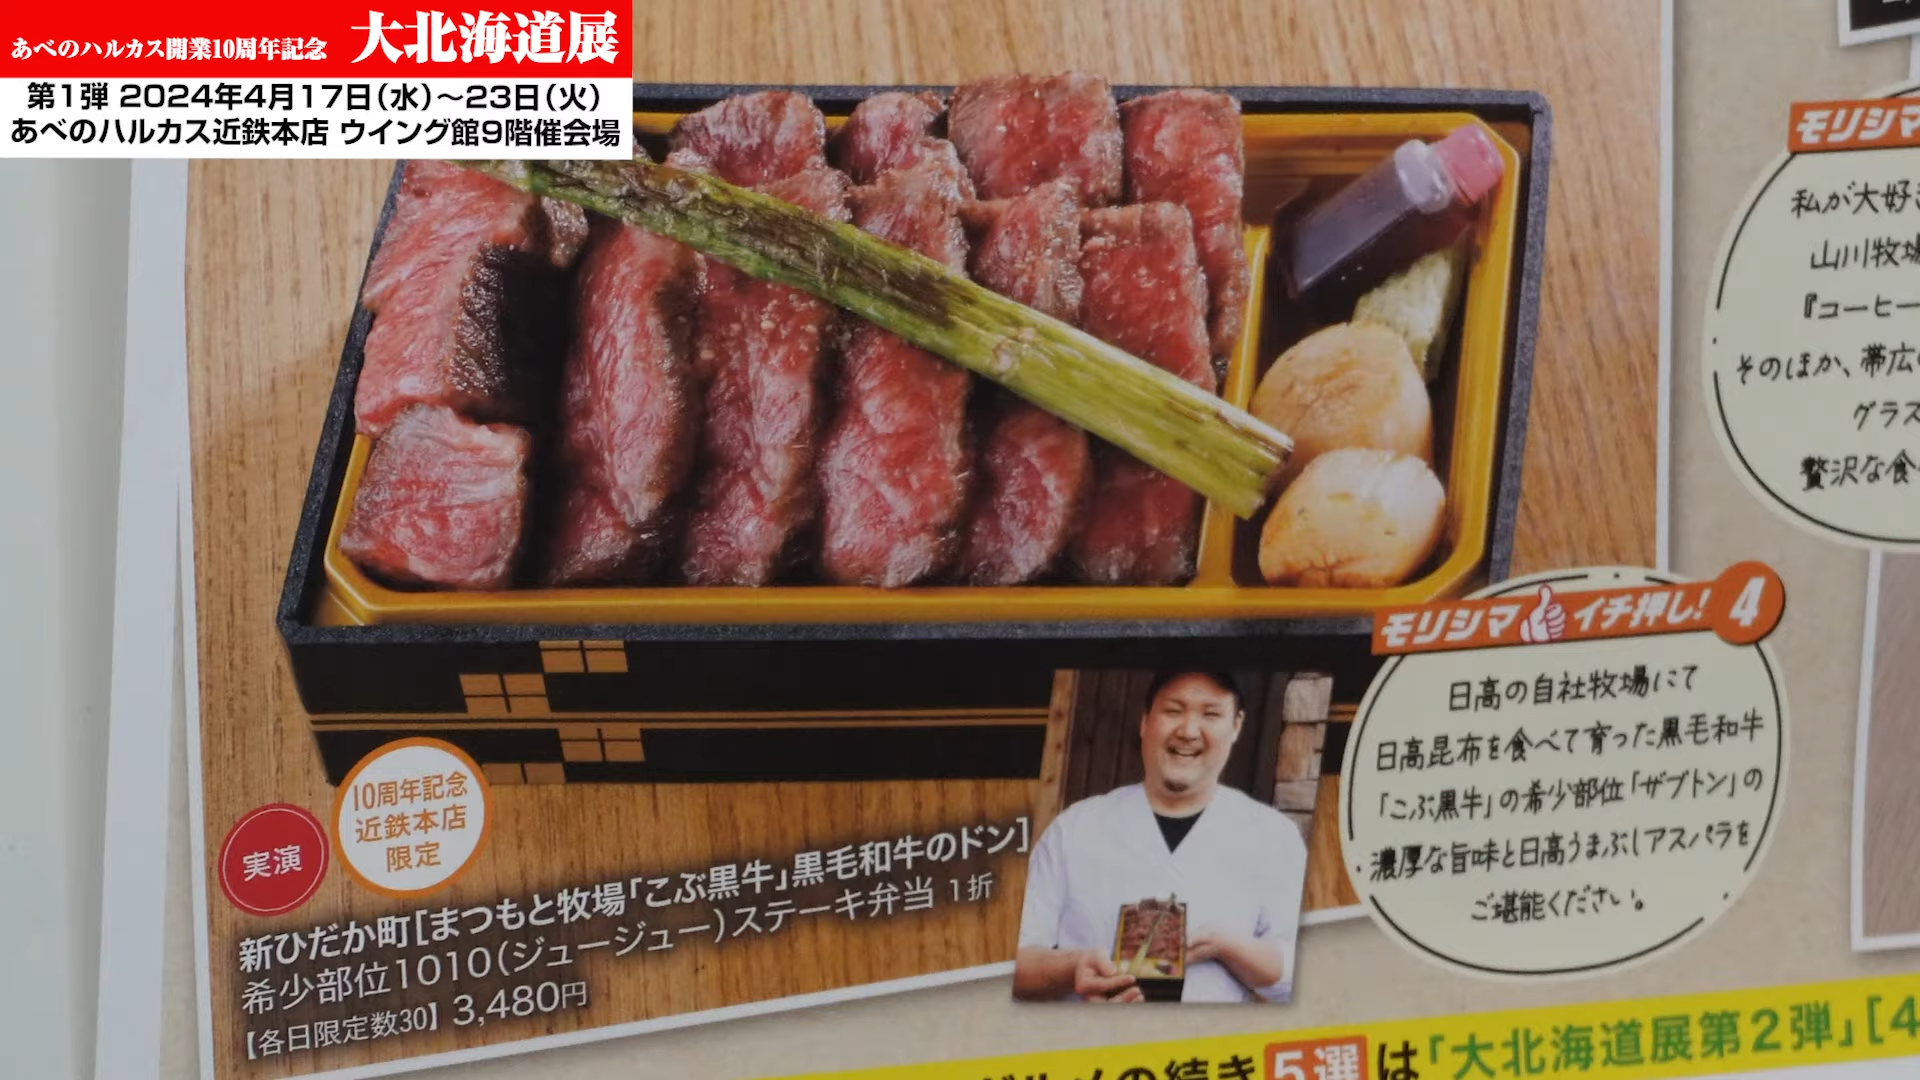 あべのハルカス開業10周年記念 大北海道展
第1弾 2024年4月17日(水)~23日(火)
あべのハルカス近鉄本店 ウイング館9階催会場
モリシマ
私が大好き
山川牧場
『コーヒー
そのほか、帯広の
グラス
贅沢な食
モリシマ イチ押し! 4
日高の自社牧場にて
日高昆布を食べて育った黒毛和牛
「こぶ黒牛」の希少部位「ザブトン」の
濃厚な旨味と日高うまぶしアスパラを
ご堪能ください。
10周年記念
近鉄本店
限定
実演
新ひだか町[まつもと牧場「こぶ黒牛」黒毛和牛のドン]
希少部位1010(ジュージュー)ステーキ弁当 1折
【各日限定数30】3,480円
グルメの続き5選は「大北海道展第2弾」[4